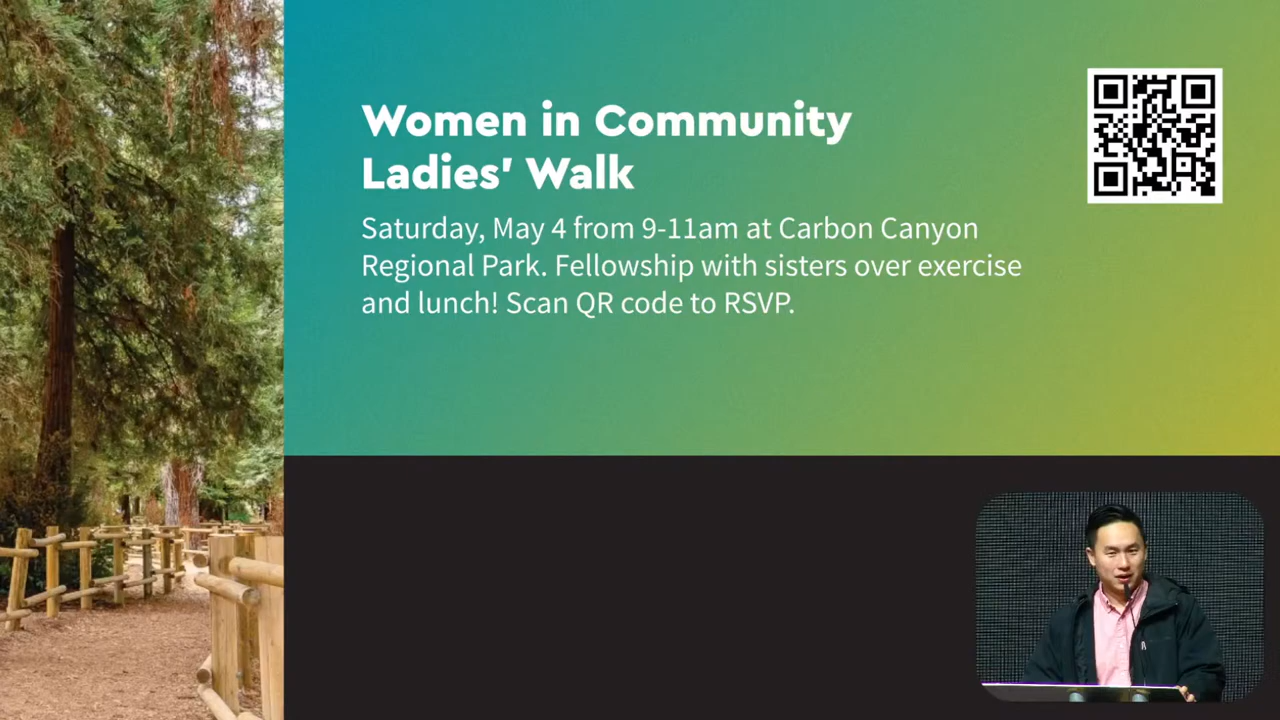 Women in Community
Ladies' Walk
Saturday, May 4 from 9-11am at Carbon Canyon
Regional Park. Fellowship with sisters over exercise
and lunch! Scan QR code to RSVP.